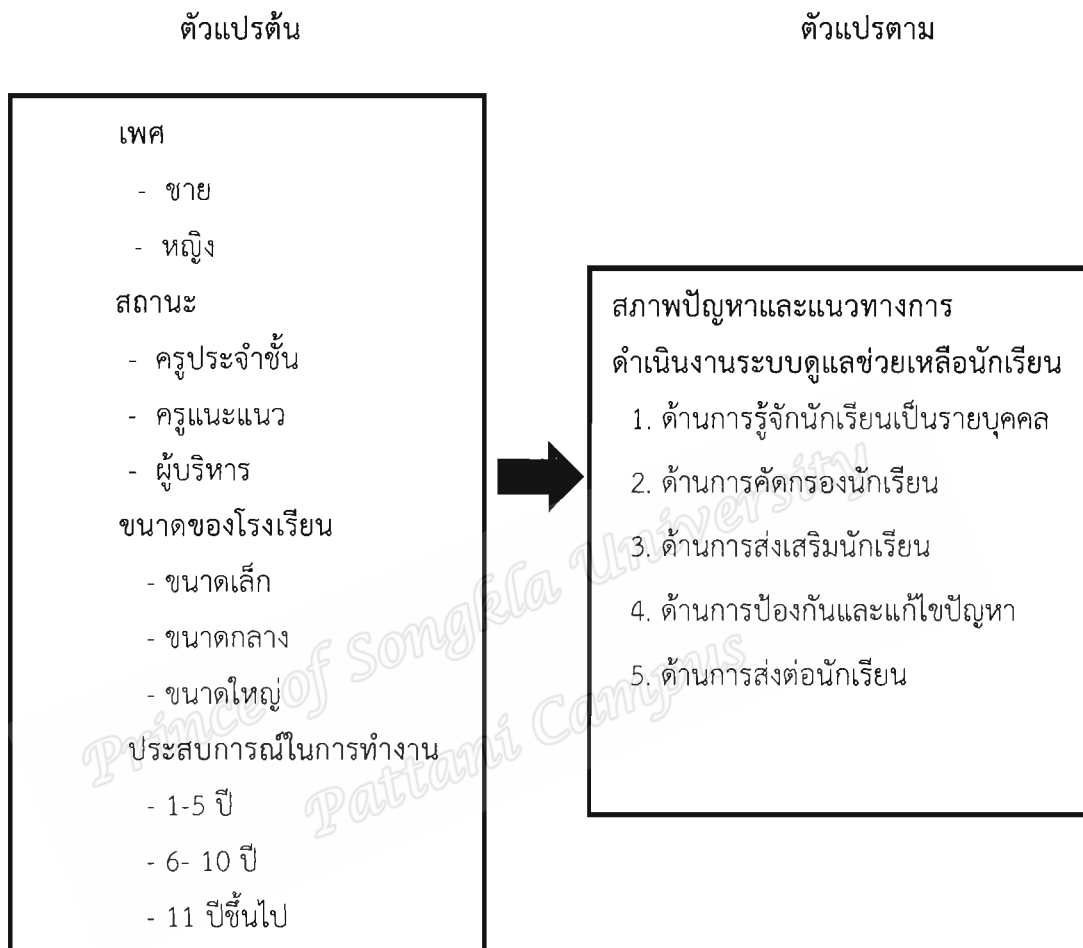 ตัวแปรต้น
ตัวแปรตาม
เพศ
- ชาย
- หญิง
สถานะ
- ครูประจำชั้น
- ครูแนะแนว
- ผู้บริหาร
ขนาดของโรงเรียน
- ขนาดเล็ก
- ขนาดกลาง
- ขนาดใหญ่
ประสบการณ์ในการทำงาน
- 1-5 ปี
- 6- 10 ปี
- 11 ปีขึ้นไป
สภาพปัญหาและแนวทางการ
ดำเนินงานระบบดูแลช่วยเหลือนักเรียน
1. ด้านการรู้จักนักเรียนเป็นรายบุคคล
2. ด้านการคัดกรองนักเรียน
3. ด้านการส่งเสริมนักเรียน
4. ด้านการป้องกันและแก้ไขปัญหา
5. ด้านการส่งต่อนักเรียน
Prince of Songkla University
Pattani Campus